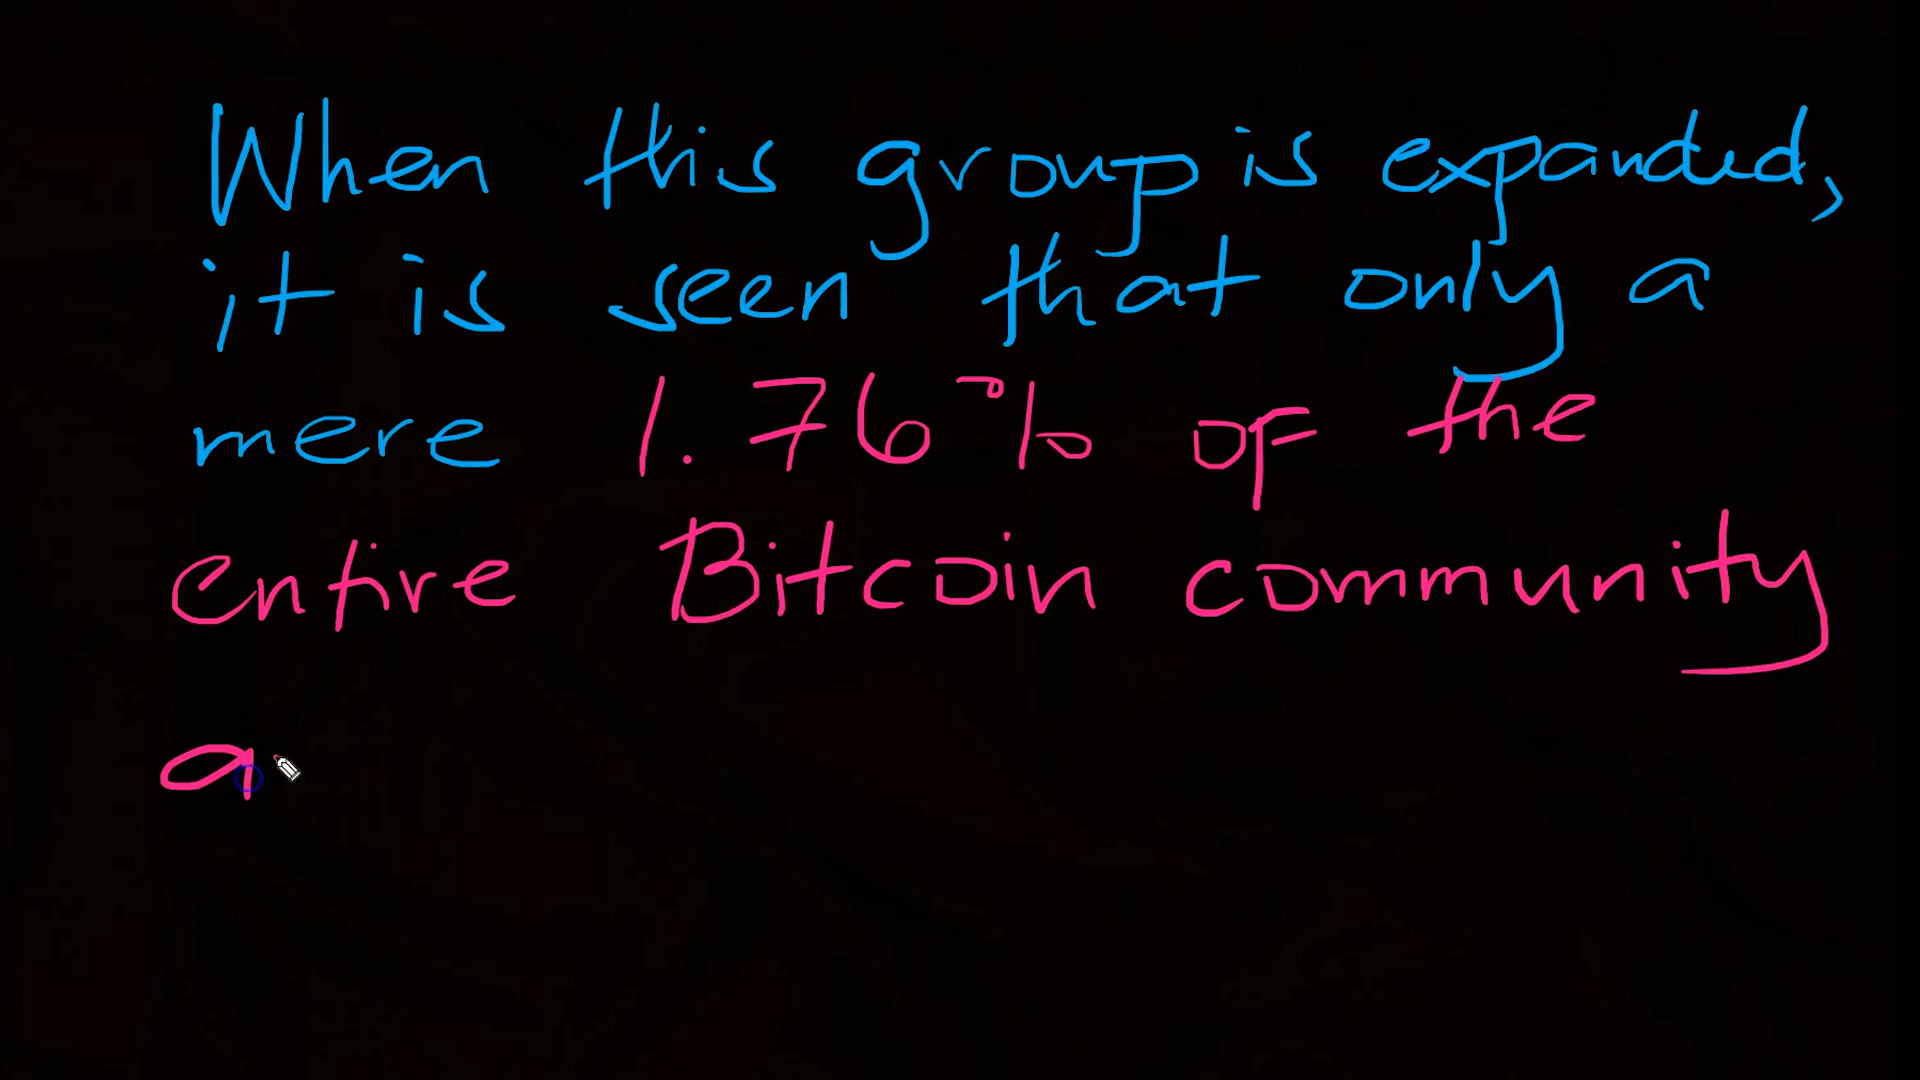 When this group is expanded,
it is seen that only a
mere 1.76% of the
entire Bitcoin community
a